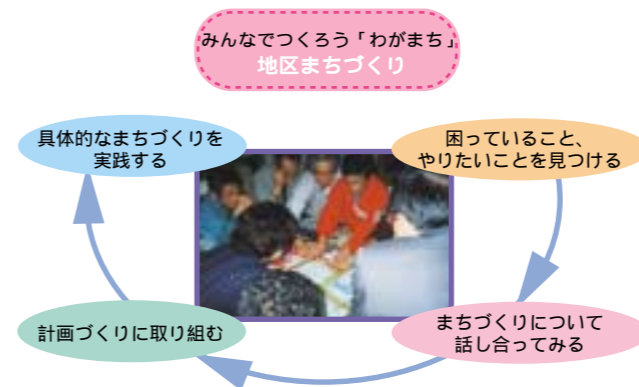 みんなでつくろう「わがまち」
地区まちづくり
困っていること、
やりたいことを見つける
まちづくりについて
話し合ってみる
計画づくりに取り組む
具体的なまちづくりを
実践する